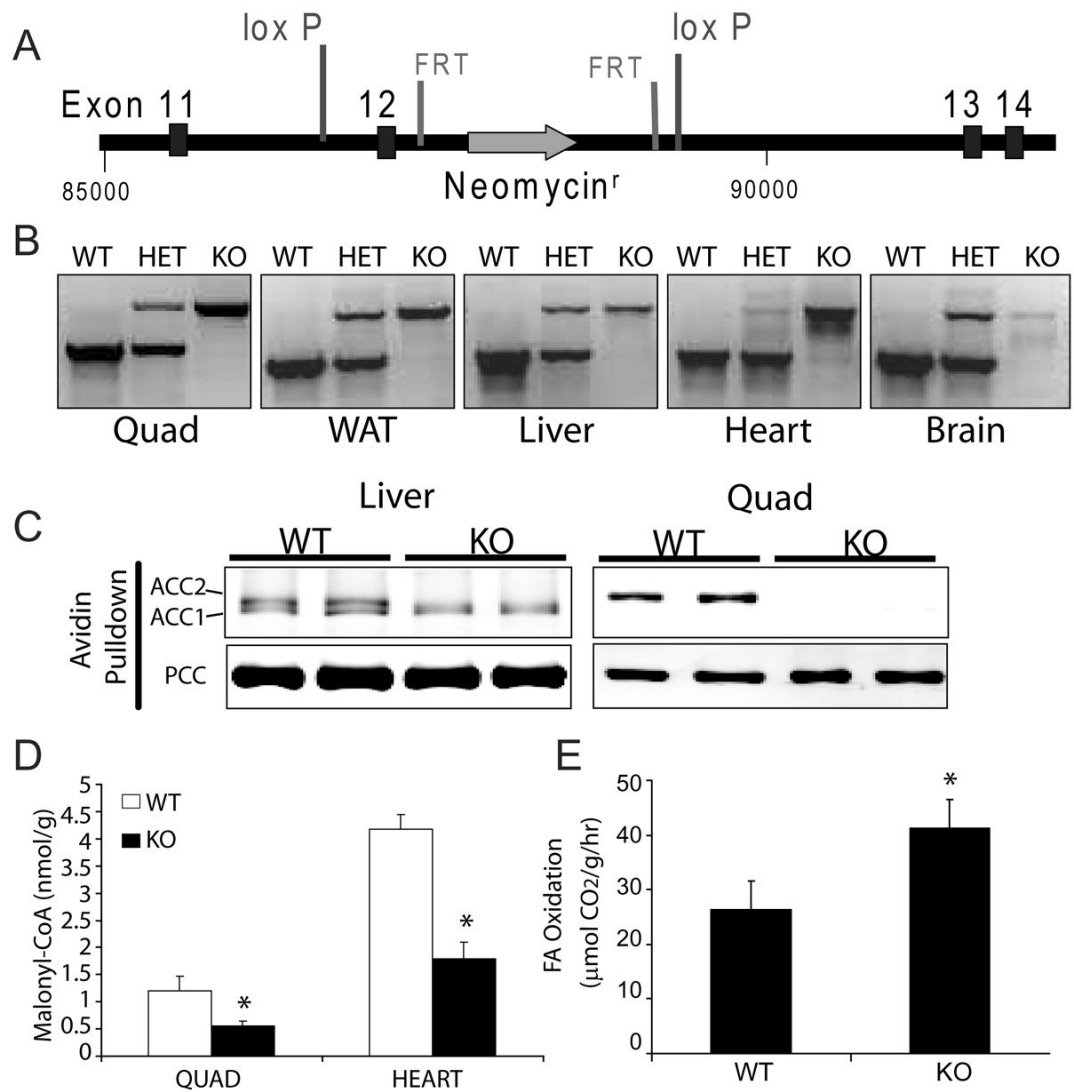 A
lox P
lox P
FRT
FRT
Exon 11
12
13
14
85000
Neomycinʳ
90000
B
WT HET KO
WT HET KO
WT HET KO
WT HET KO
WT HET KO
Quad
WAT
Liver
Heart
Brain
C
Liver
Quad
WT
KO
WT
KO
Avidin
Pulldown
ACC2
ACC1
PCC
D
Malonyl-CoA (nmol/g)
5
4.5
4
3.5
3
2.5
2
1.5
1
0.5
0
WT
KO
*
*
QUAD
HEART
E
FA Oxidation
(μmol CO2/g/hr)
50
40
30
20
10
0
*
WT
KO